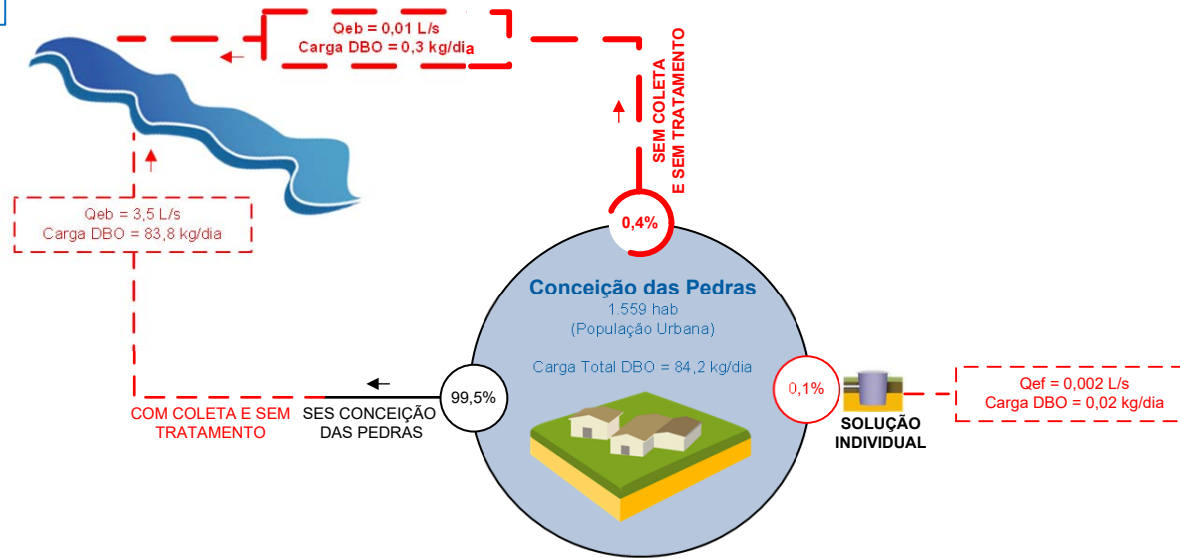 Qeb = 0,01 L/s
Carga DBO = 0,3 kg/dia
SEM COLETA
E SEM TRATAMENTO
Qeb = 3,5 L/s
Carga DBO = 83,8 kg/dia
0,4%
Conceição das Pedras
1.559 hab
(População Urbana)
Carga Total DBO = 84,2 kg/dia
99,5%
COM COLETA E SEM
TRATAMENTO
SES CONCEIÇÃO
DAS PEDRAS
0,1%
SOLUÇÃO
INDIVIDUAL
Qef = 0,002 L/s
Carga DBO = 0,02 kg/dia